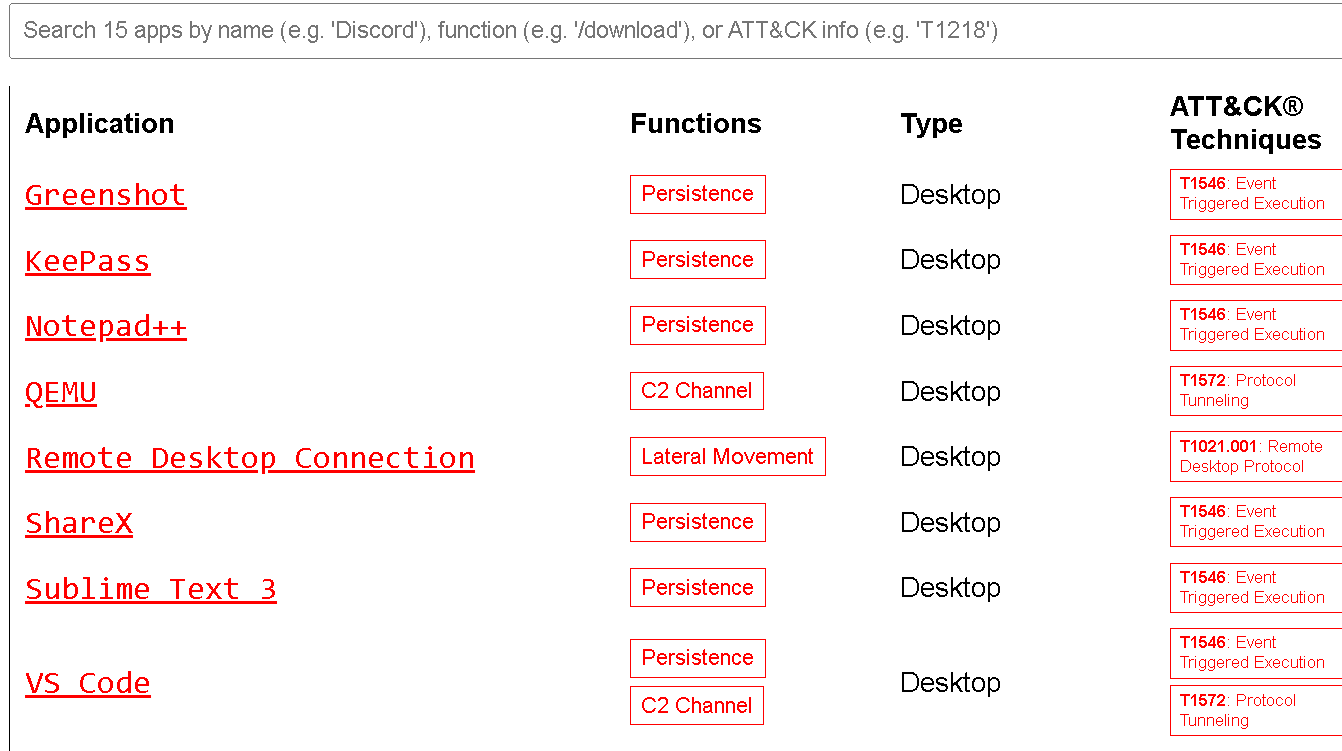 Search 15 apps by name (e.g. 'Discord'), function (e.g. '/download'), or ATT&CK info (e.g. 'T1218')
Application Functions Type ATT&CK® Techniques
Greenshot Persistence Desktop T1546: Event Triggered Execution
KeePass Persistence Desktop T1546: Event Triggered Execution
Notepad++ Persistence Desktop T1546: Event Triggered Execution
QEMU C2 Channel Desktop T1572: Protocol Tunneling
Remote Desktop Connection Lateral Movement Desktop T1021.001: Remote Desktop Protocol
ShareX Persistence Desktop T1546: Event Triggered Execution
Sublime Text 3 Persistence Desktop T1546: Event Triggered Execution
VS Code Persistence C2 Channel Desktop T1546: Event Triggered Execution T1572: Protocol Tunneling